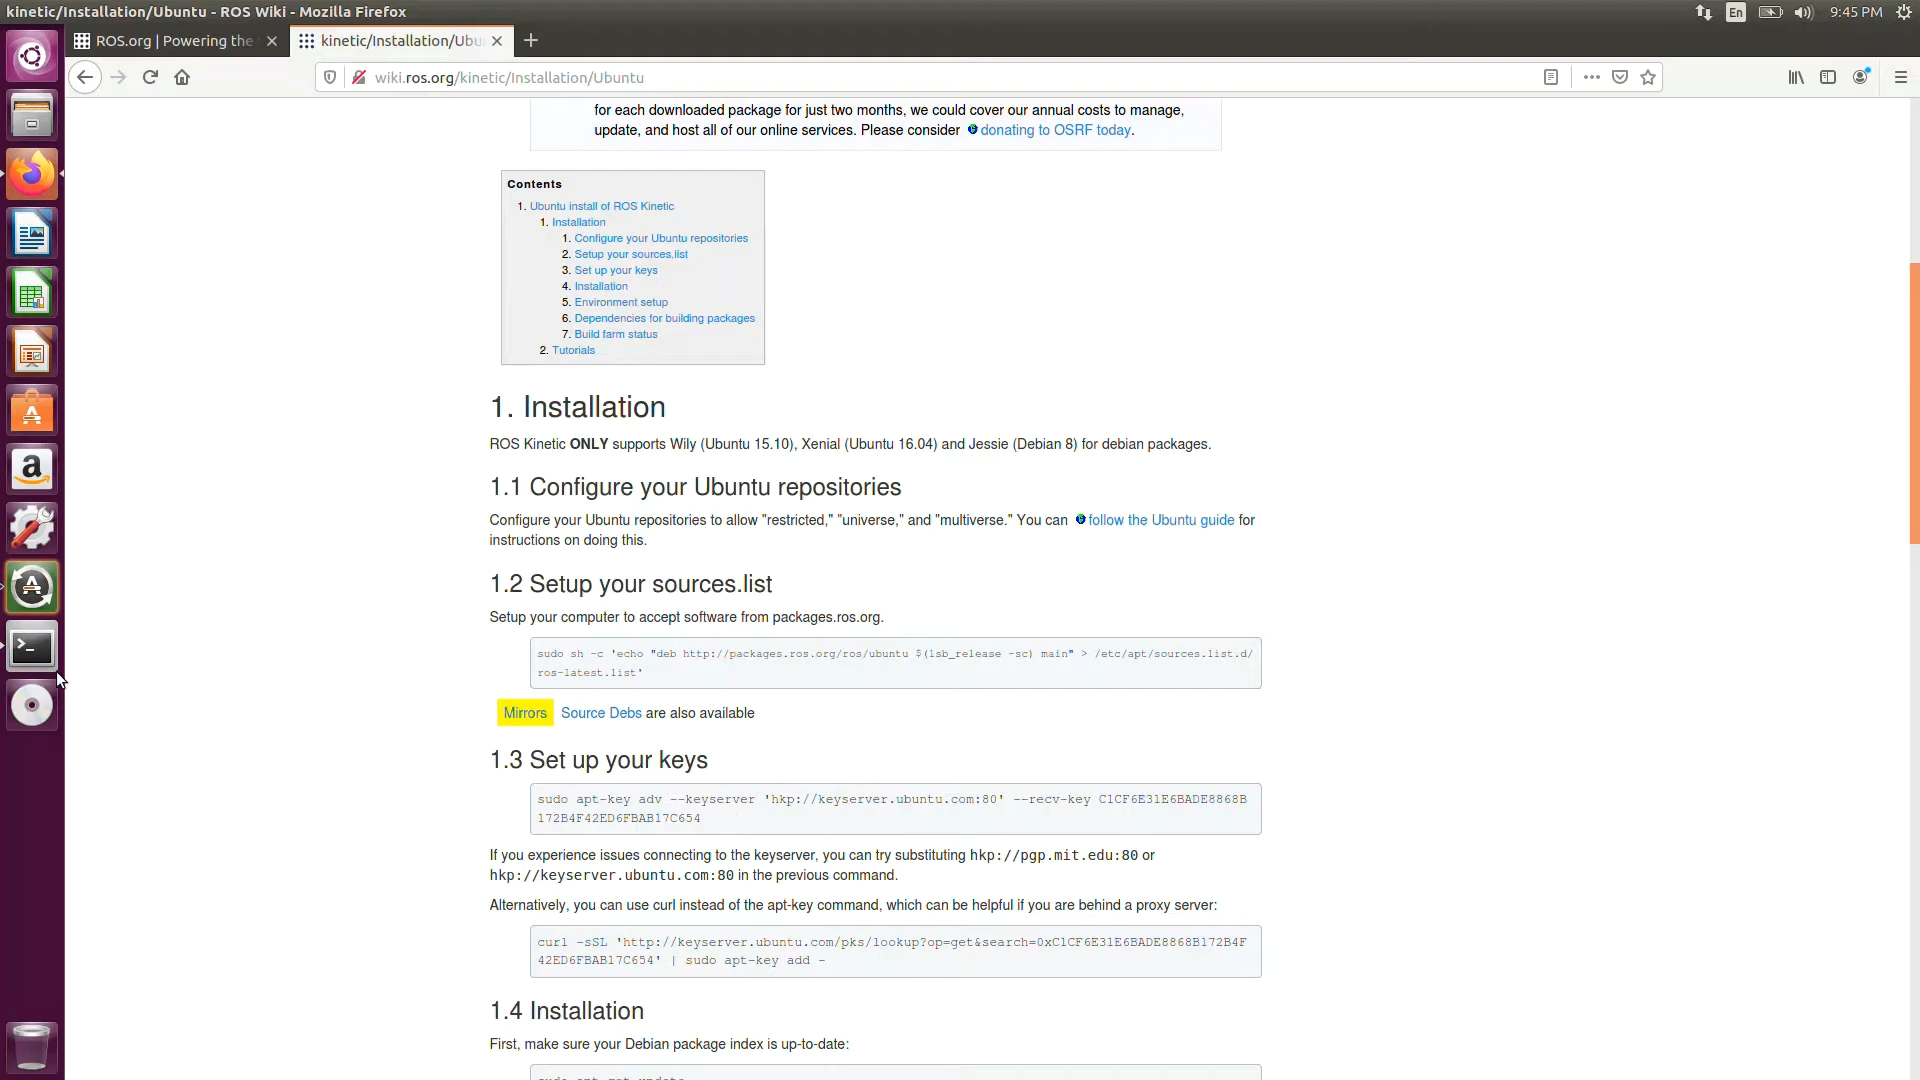 kinetic/Installation/Ubuntu - ROS Wiki - Mozilla Firefox
En
9:45 PM
ROS.org | Powering the
kinetic/Installation/Ubu
wiki.ros.org/kinetic/Installation/Ubuntu
for each downloaded package for just two months, we could cover our annual costs to manage,
update, and host all of our online services. Please consider donating to OSRF today.
Contents
1. Ubuntu install of ROS Kinetic
1. Installation
1. Configure your Ubuntu repositories
2. Setup your sources.list
3. Set up your keys
4. Installation
5. Environment setup
6. Dependencies for building packages
7. Build farm status
2. Tutorials
1. Installation
ROS Kinetic ONLY supports Wily (Ubuntu 15.10), Xenial (Ubuntu 16.04) and Jessie (Debian 8) for debian packages.
1.1 Configure your Ubuntu repositories
Configure your Ubuntu repositories to allow "restricted," "universe," and "multiverse." You can follow the Ubuntu guide for
instructions on doing this.
1.2 Setup your sources.list
Setup your computer to accept software from packages.ros.org.
sudo sh -c 'echo "deb http://packages.ros.org/ros/ubuntu $(lsb_release -sc) main" > /etc/apt/sources.list.d/
ros-latest.list'
Mirrors Source Debs are also available
1.3 Set up your keys
sudo apt-key adv --keyserver 'hkp://keyserver.ubuntu.com:80' --recv-key C1CF6E31E6BADE8868B
172B4F42ED6FBAB17C654
If you experience issues connecting to the keyserver, you can try substituting hkp://pgp.mit.edu:80 or
hkp://keyserver.ubuntu.com:80 in the previous command.
Alternatively, you can use curl instead of the apt-key command, which can be helpful if you are behind a proxy server:
curl -sSL 'http://keyserver.ubuntu.com/pks/lookup?op=get&search=0xC1CF6E31E6BADE8868B172B4F
42ED6FBAB17C654' | sudo apt-key add -
1.4 Installation
First, make sure your Debian package index is up-to-date: